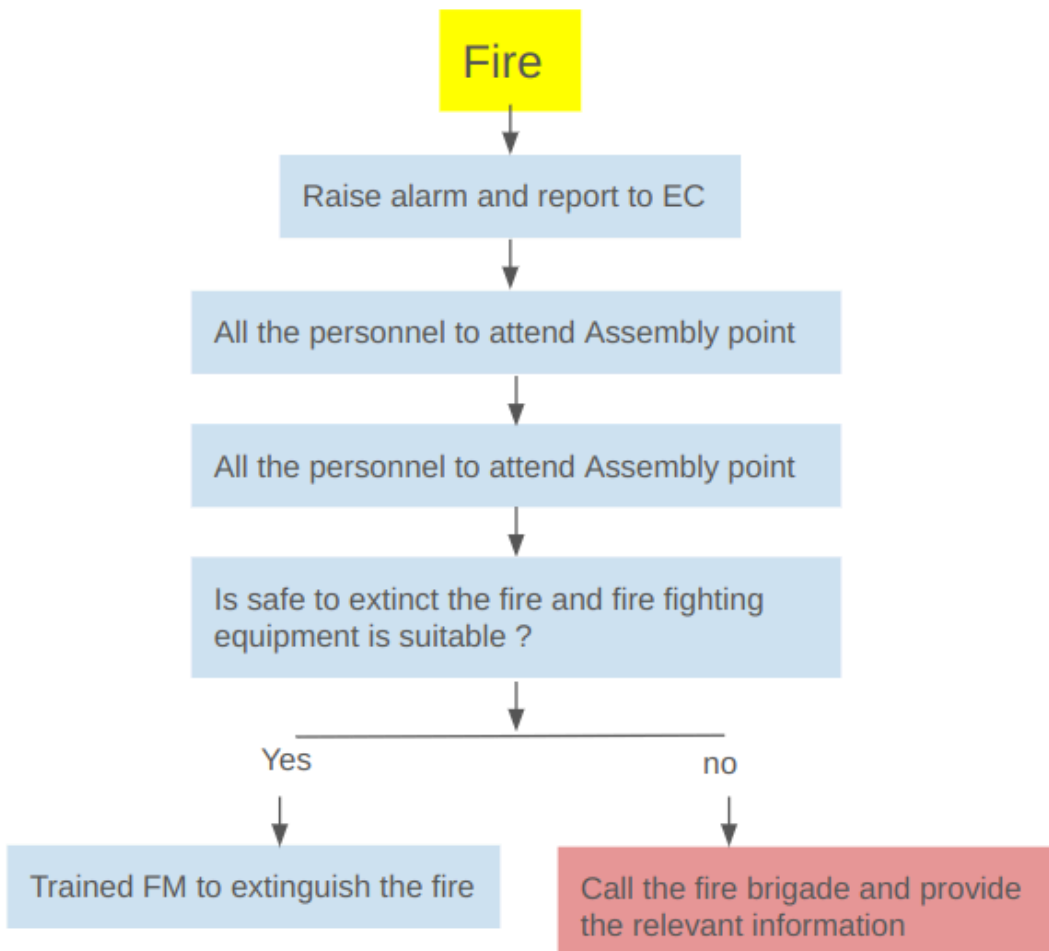 Fire
Raise alarm and report to EC
All the personnel to attend Assembly point
All the personnel to attend Assembly point
Is safe to extinct the fire and fire fighting
equipment is suitable ?
Yes
no
Trained FM to extinguish the fire
Call the fire brigade and provide
the relevant information